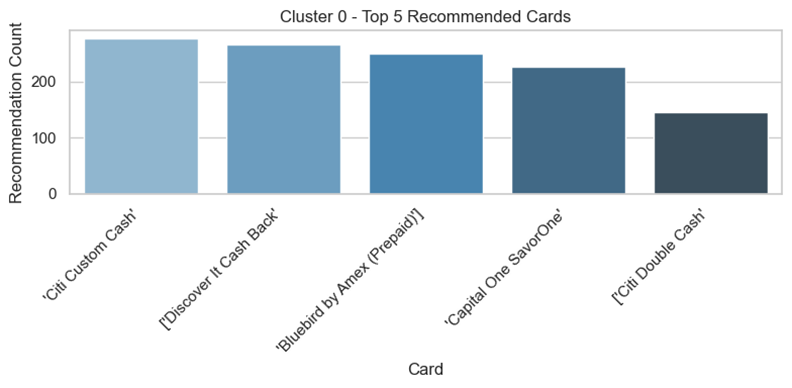 Cluster 0 - Top 5 Recommended Cards
Recommendation Count
200
100
0
'Citi Custom Cash'
['Discover It Cash Back'
'Bluebird by Amex (Prepaid)']
'Capital One SavorOne'
['Citi Double Cash'
Card